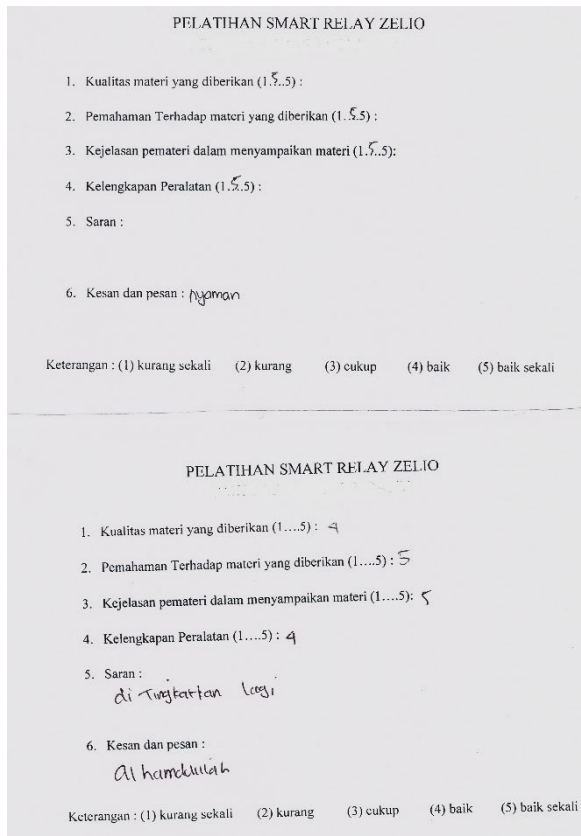 PELATIHAN SMART RELAY ZELIO
1. Kualitas materi yang diberikan (1.5..5) :
2. Pemahaman Terhadap materi yang diberikan (1.5.5) :
3. Kejelasan pemateri dalam menyampaikan materi (1.5..5):
4. Kelengkapan Peralatan (1.5.5) :
5. Saran :
6. Kesan dan pesan : nyaman
Keterangan : (1) kurang sekali (2) kurang (3) cukup (4) baik (5) baik sekali
PELATIHAN SMART RELAY ZELIO
1. Kualitas materi yang diberikan (1....5) : 4
2. Pemahaman Terhadap materi yang diberikan (1....5) : 5
3. Kejelasan pemateri dalam menyampaikan materi (1....5): 5
4. Kelengkapan Peralatan (1....5) : 4
5. Saran :
di Tingkatkan lagi
6. Kesan dan pesan :
Alhamdulilah
Keterangan : (1) kurang sekali (2) kurang (3) cukup (4) baik (5) baik sekali